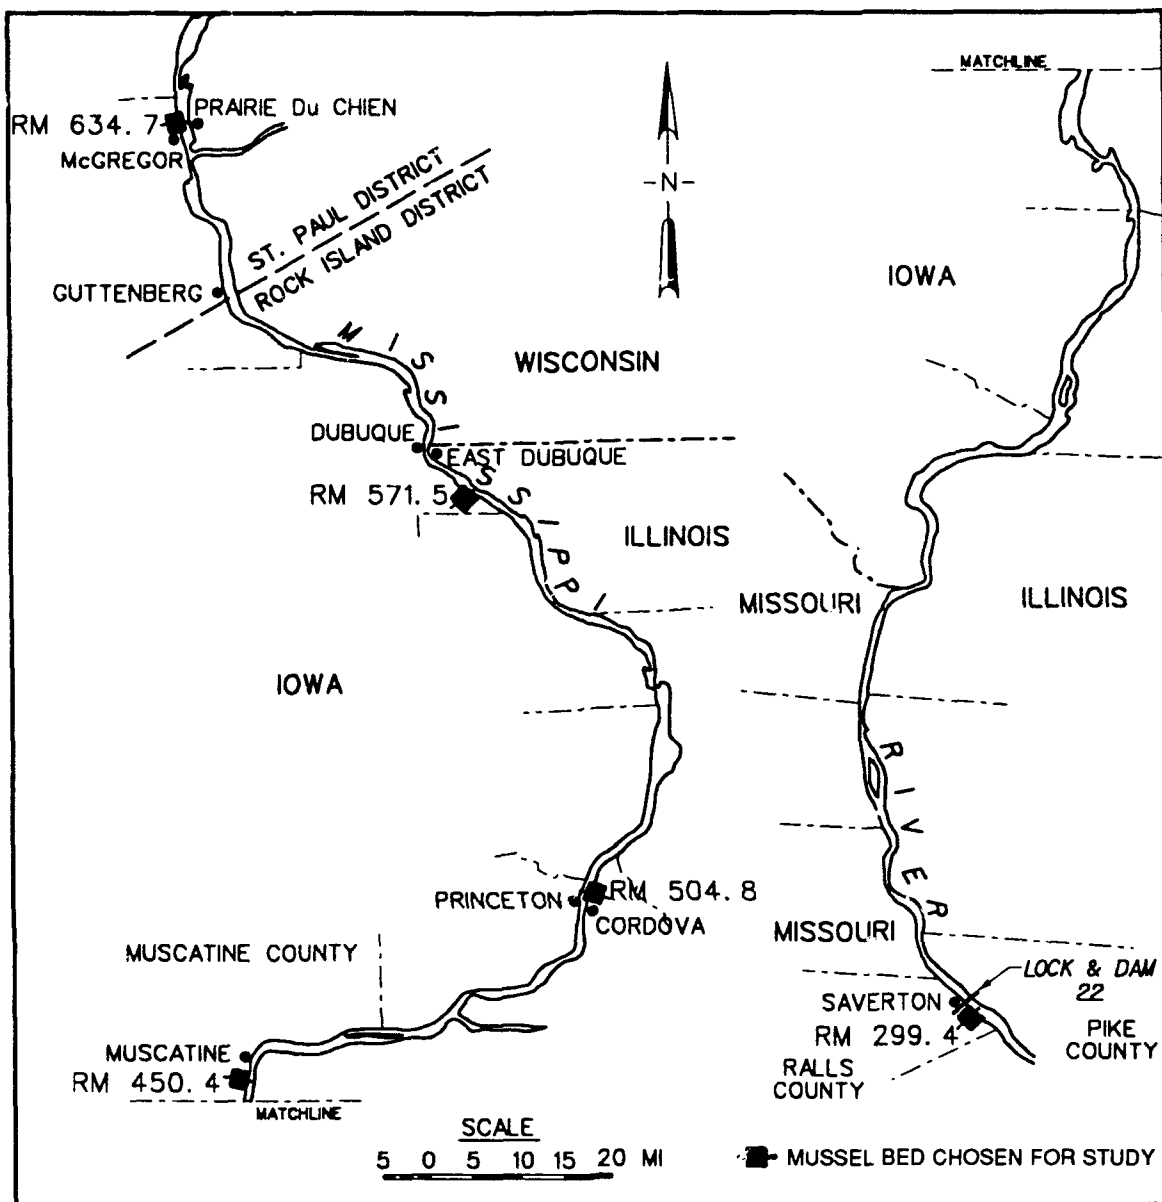 MATCHLINE
PRAIRIE Du CHIEN
RM 634.7
McGREGOR
-N-
ST. PAUL DISTRICT
ROCK ISLAND DISTRICT
GUTTENBERG
IOWA
MISSISSIPPI
WISCONSIN
DUBUQUE
EAST DUBUQUE
RM 571.5
ILLINOIS
MISSOURI
ILLINOIS
IOWA
RIVER
PRINCETON
RM 504.8
CORDOVA
MISSOURI
MUSCATINE COUNTY
LOCK & DAM
22
SAVERTON
RM 299.4
PIKE
COUNTY
RALLS
COUNTY
MUSCATINE
RM 450.4
MATCHLINE
SCALE
5 0 5 10 15 20 MI
MUSSEL BED CHOSEN FOR STUDY